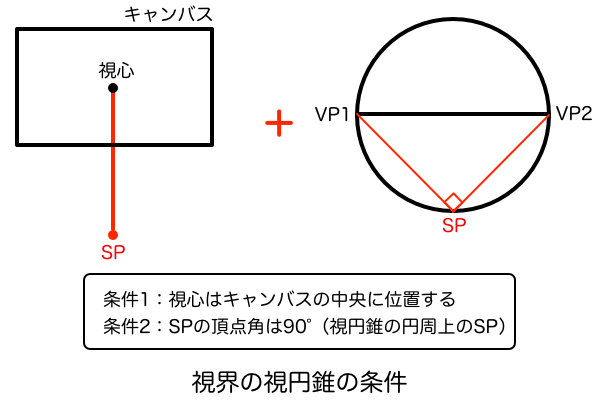 キャンバス
視心
SP
+
VP1
VP2
SP
条件1：視心はキャンバスの中央に位置する
条件2：SPの頂点角は90°（視円錐の円周上のSP）
視界の視円錐の条件